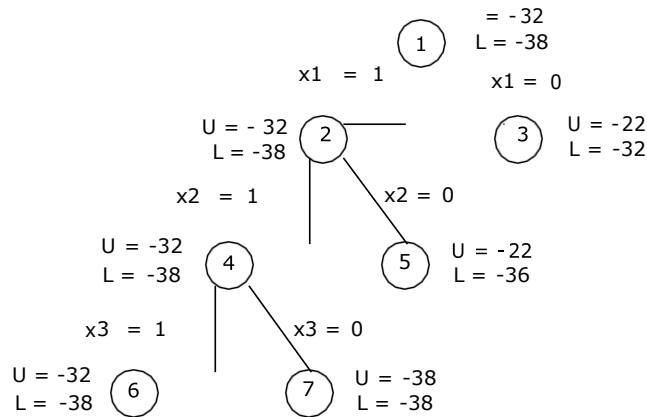 = -32
1
L = -38
x1 = 1
x1 = 0
U = - 32
2
3
U = -22
L = -38
L = -32
x2 = 1
x2 = 0
U = -32
4
5
U = -22
L = -38
L = -36
x3 = 1
x3 = 0
U = -32
6
7
U = -38
L = -38
L = -38